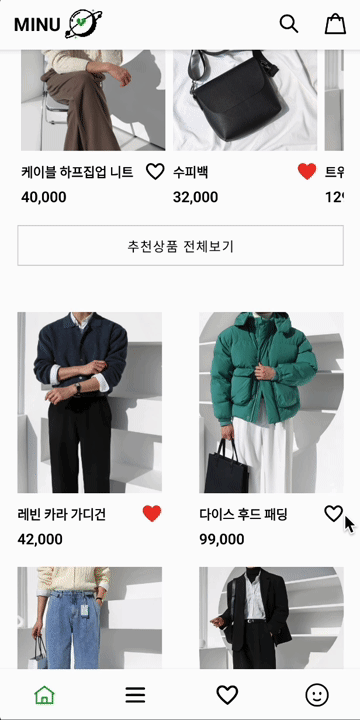 MINU
케이블 하프집업 니트
수피백
트위
40,000
32,000
129
추천상품 전체보기
레빈 카라 가디건
다이스 후드 패딩
42,000
99,000